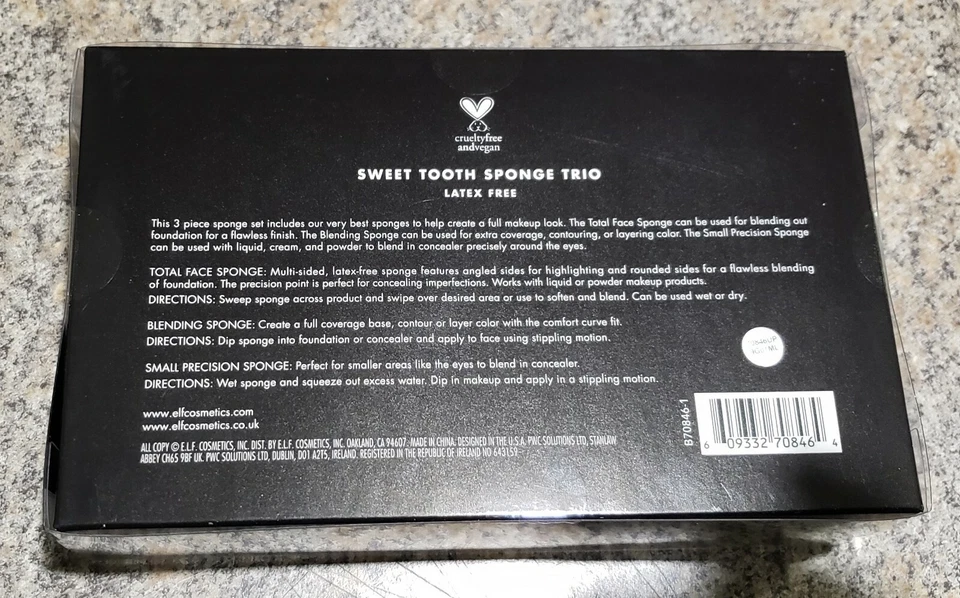 crueltyfree
andvegan
SWEET TOOTH SPONGE TRIO
LATEX FREE
This 3 piece sponge set includes our very best sponges to help create a full makeup look. The Total Face Sponge can be used for blending out
foundation for a flawless finish. The Blending Sponge can be used for extra coverage, contouring, or layering color. The Small Precision Sponge
can be used with liquid, cream, and powder to blend in concealer precisely around the eyes.
TOTAL FACE SPONGE: Multi-sided, latex-free sponge features angled sides for highlighting and rounded sides for a flawless blending
of foundation. The precision point is perfect for concealing imperfections. Works with liquid or powder makeup products.
DIRECTIONS: Sweep sponge across product and swipe over desired area or use to soften and blend. Can be used wet or dry.
BLENDING SPONGE: Create a full coverage base, contour or layer color with the comfort curve fit.
DIRECTIONS: Dip sponge into foundation or concealer and apply to face using stippling motion.
SMALL PRECISION SPONGE: Perfect for smaller areas like the eyes to blend in concealer.
DIRECTIONS: Wet sponge and squeeze out excess water. Dip in makeup and apply in a stippling motion.
www.elfcosmetics.com
www.elfcosmetics.co.uk
ALL COPY © E.L.F. COSMETICS, INC. DIST. BY E.L.F. COSMETICS, INC. OAKLAND, CA 94607. MADE IN CHINA. DESIGNED IN THE U.S.A. PWC SOLUTIONS LTD, STANLAW
ABBEY CH65 9BF UK. PWC SOLUTIONS LTD, DUBLIN, D01 A2T5, IRELAND. REGISTERED IN THE REPUBLIC OF IRELAND NO 643159
B70846-1
6 09332 70846 4